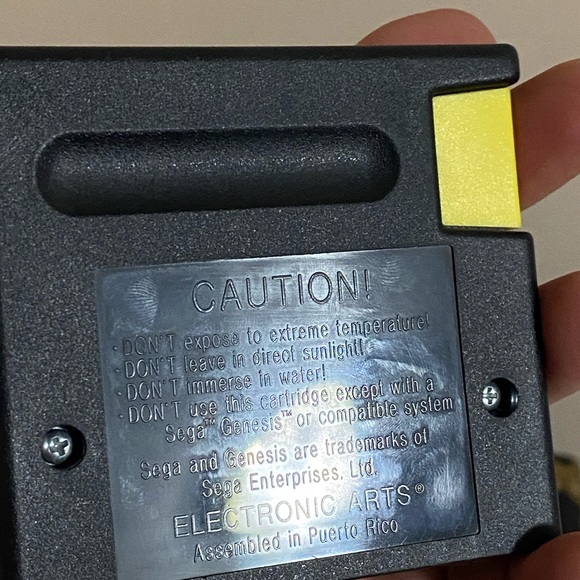 CAUTION!
· DON'T expose to extreme temperature!
· DON'T leave in direct sunlight!
· DON'T immerse in water!
· DON'T use this cartridge except with a
Sega™ Genesis™ or compatible system
Sega and Genesis are trademarks of
Sega Enterprises, Ltd.
ELECTRONIC ARTS®
Assembled in Puerto Rico